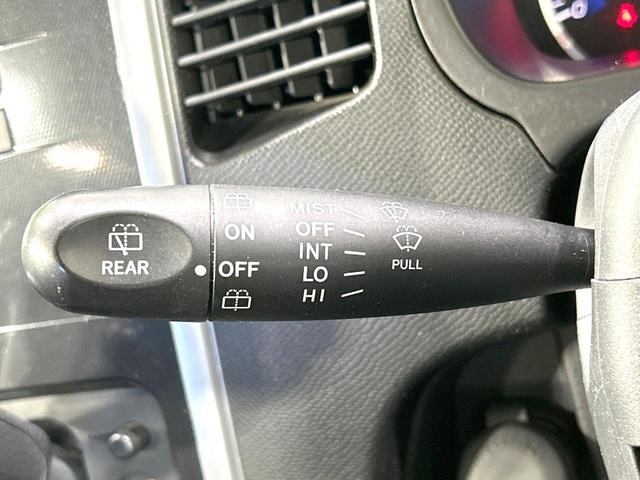 REAR
ON
OFF
MIST
OFF
INT
LO
HI
PULL